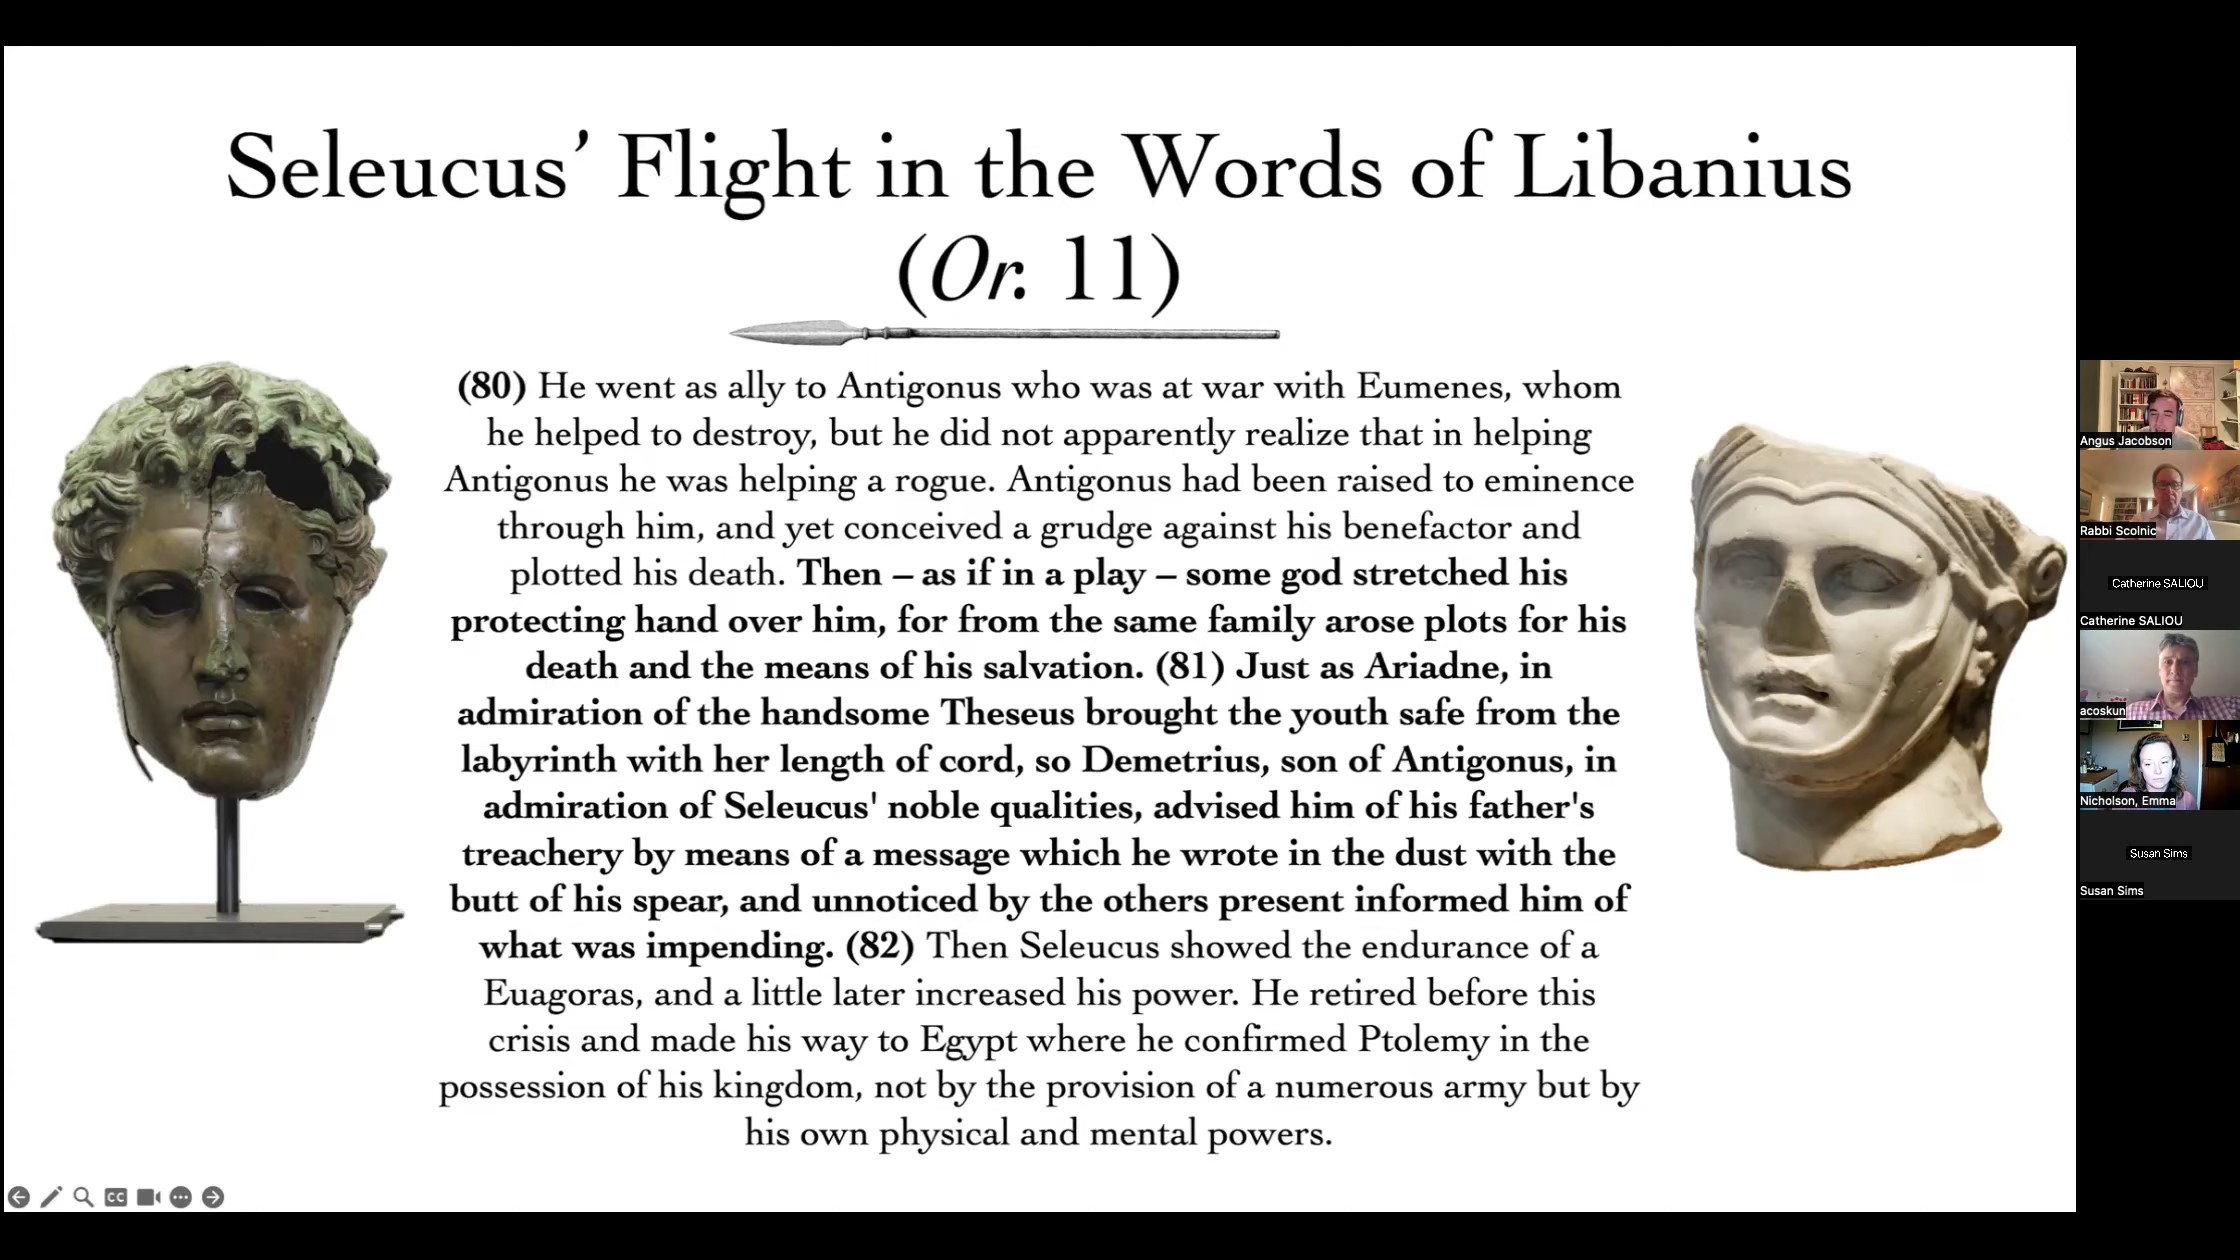 Seleucus’ Flight in the Words of Libanius
(Or. 11)
(80) He went as ally to Antigonus who was at war with Eumenes, whom
he helped to destroy, but he did not apparently realize that in helping
Antigonus he was helping a rogue. Antigonus had been raised to eminence
through him, and yet conceived a grudge against his benefactor and
plotted his death. Then – as if in a play – some god stretched his
protecting hand over him, for from the same family arose plots for his
death and the means of his salvation. (81) Just as Ariadne, in
admiration of the handsome Theseus brought the youth safe from the
labyrinth with her length of cord, so Demetrius, son of Antigonus, in
admiration of Seleucus' noble qualities, advised him of his father's
treachery by means of a message which he wrote in the dust with the
butt of his spear, and unnoticed by the others present informed him of
what was impending. (82) Then Seleucus showed the endurance of a
Euagoras, and a little later increased his power. He retired before this
crisis and made his way to Egypt where he confirmed Ptolemy in the
possession of his kingdom, not by the provision of a numerous army but by
his own physical and mental powers.
CC
Angus Jacobson
Rabbi Scolnic
Catherine SALIOU
Catherine SALIOU
acoskun
Nicholson, Emma
Susan Sims
Susan Sims